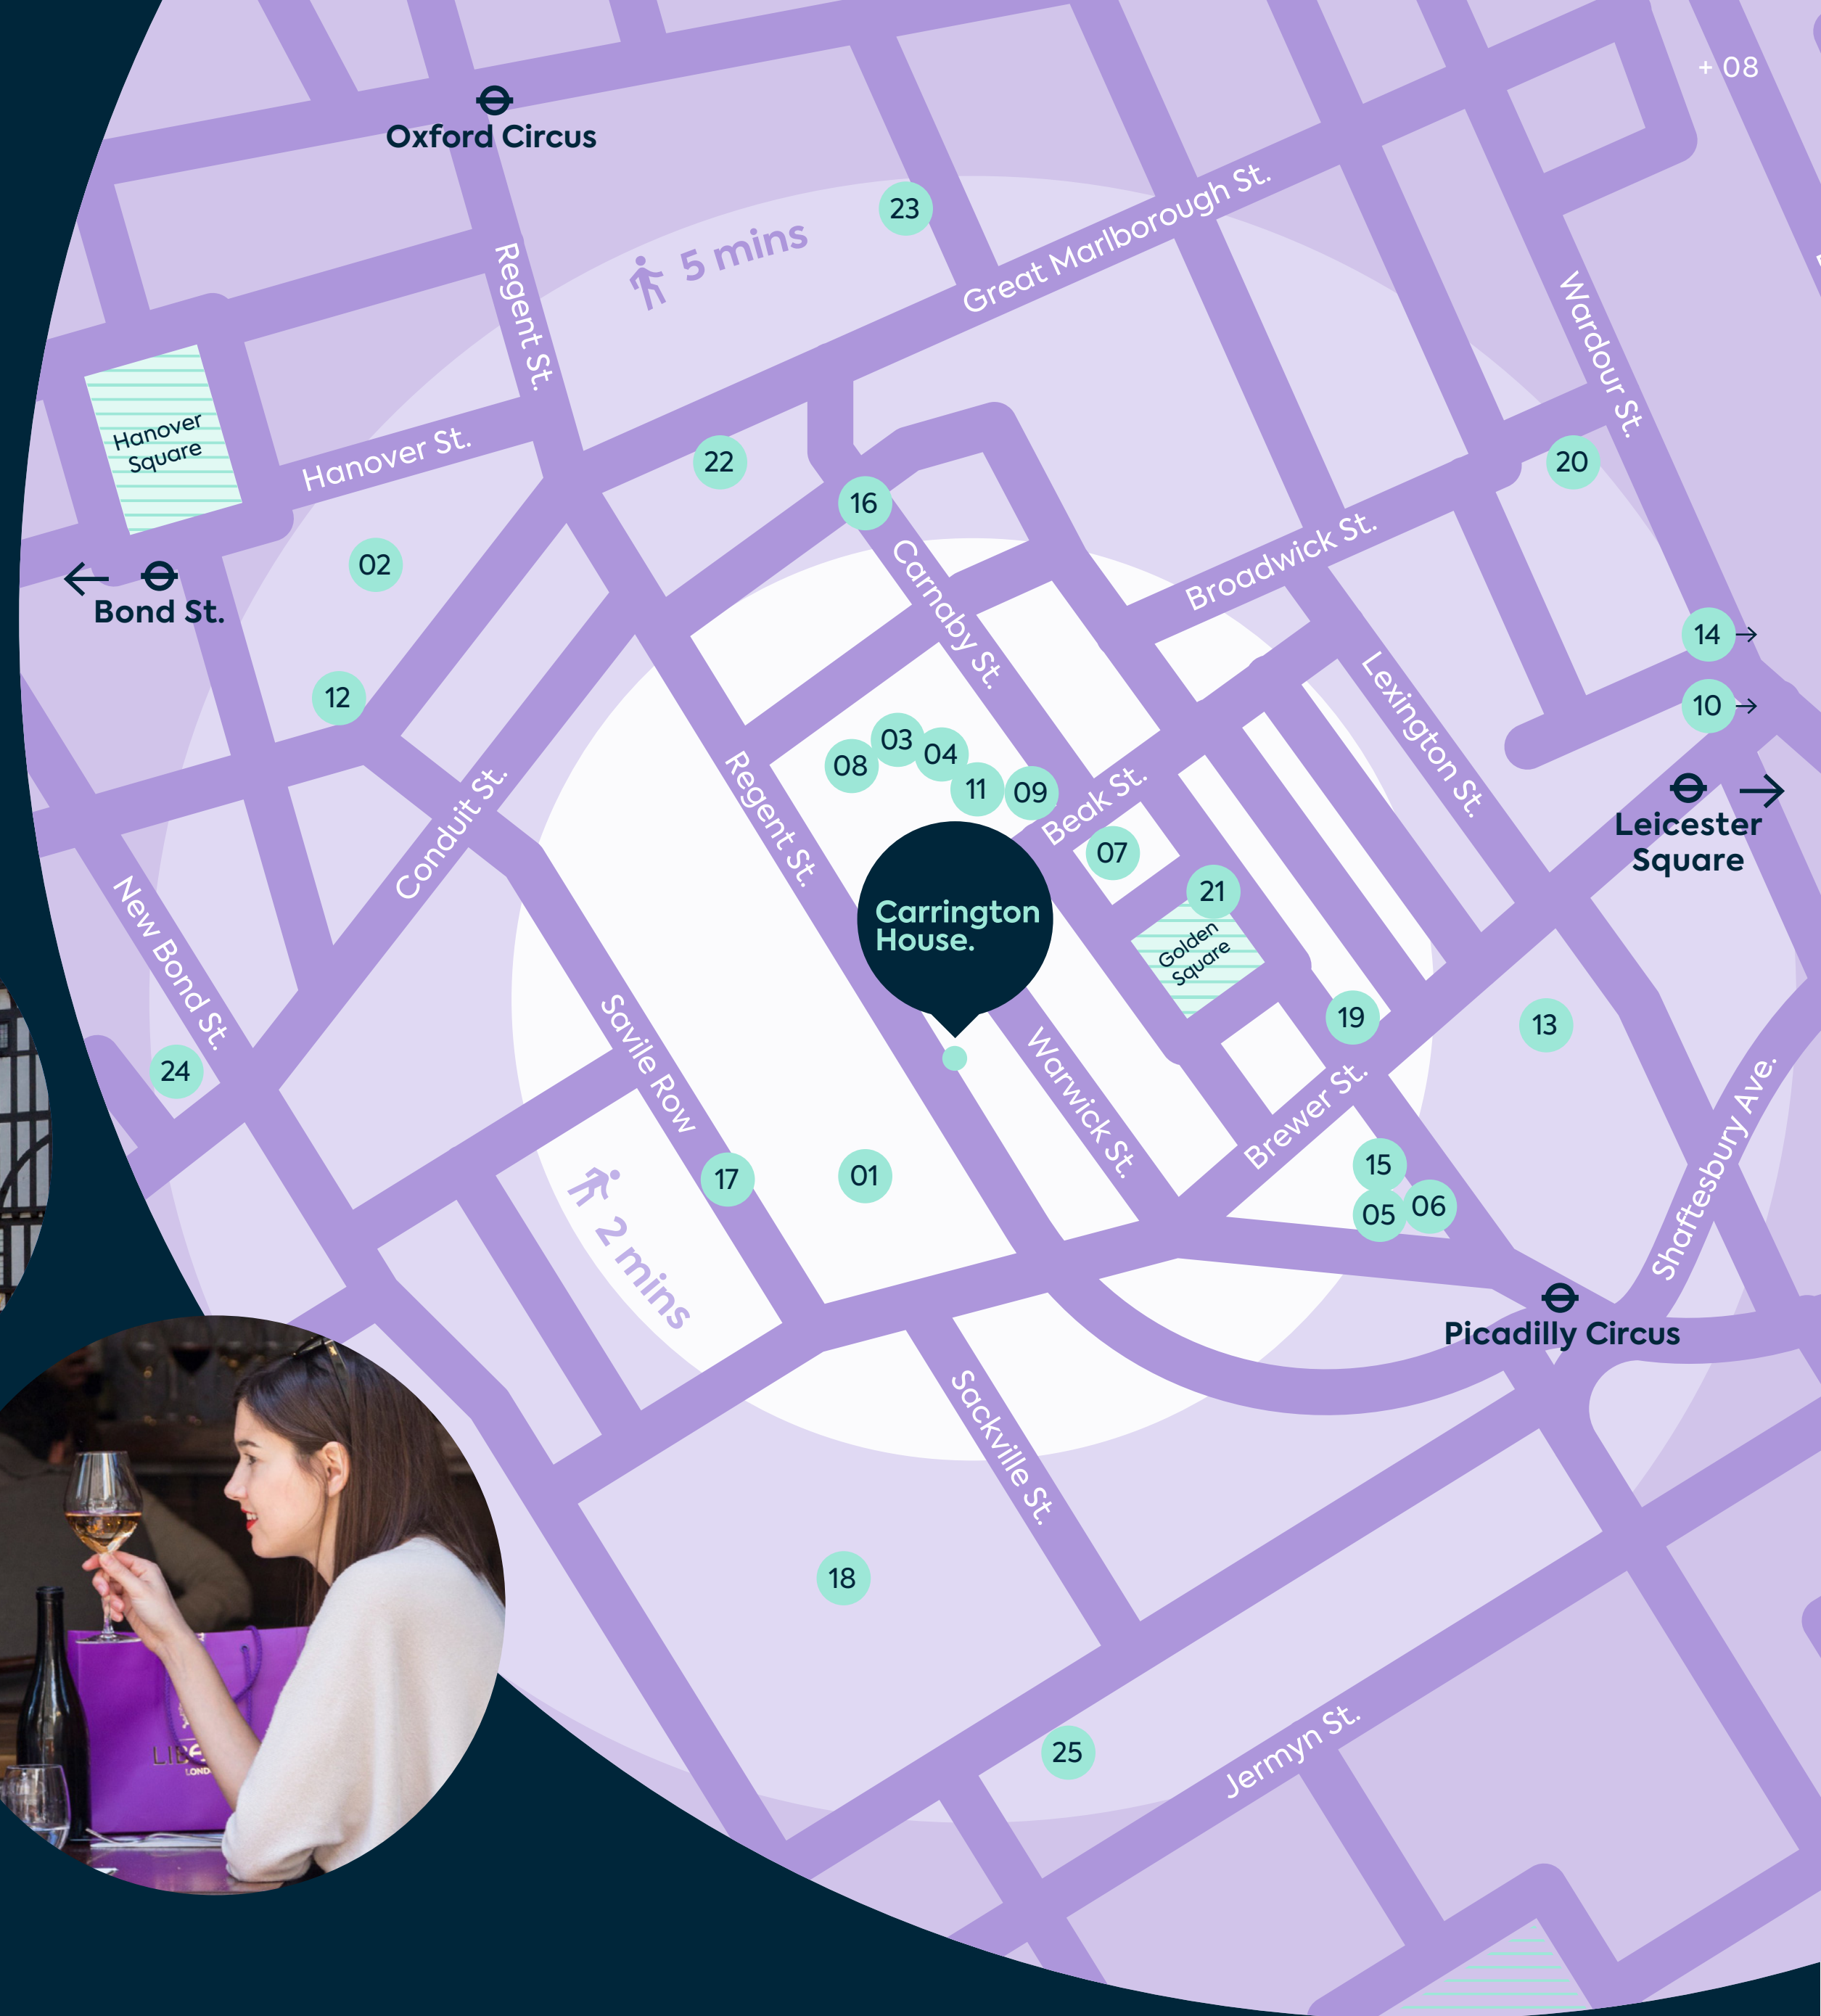 + 08
Oxford Circus
23
5 mins
Great Marlborough St.
Regent St.
Wardour St.
Hanover
Square
Hanover St.
22
20
16
02
Bond St.
Carnaby St.
Broadwick St.
14
12
10
Lexington St.
03
04
08
11
09
Regent St.
Beak St.
Conduit St.
Leicester
Square
07
21
Carrington
House.
Golden
Square
New Bond St.
19
13
Savile Row
24
Warwick St.
Brewer St.
Shaftesbury Ave.
17
01
15
06
05
2 mins
Picadilly Circus
Sackville St.
18
25
Jermyn St.